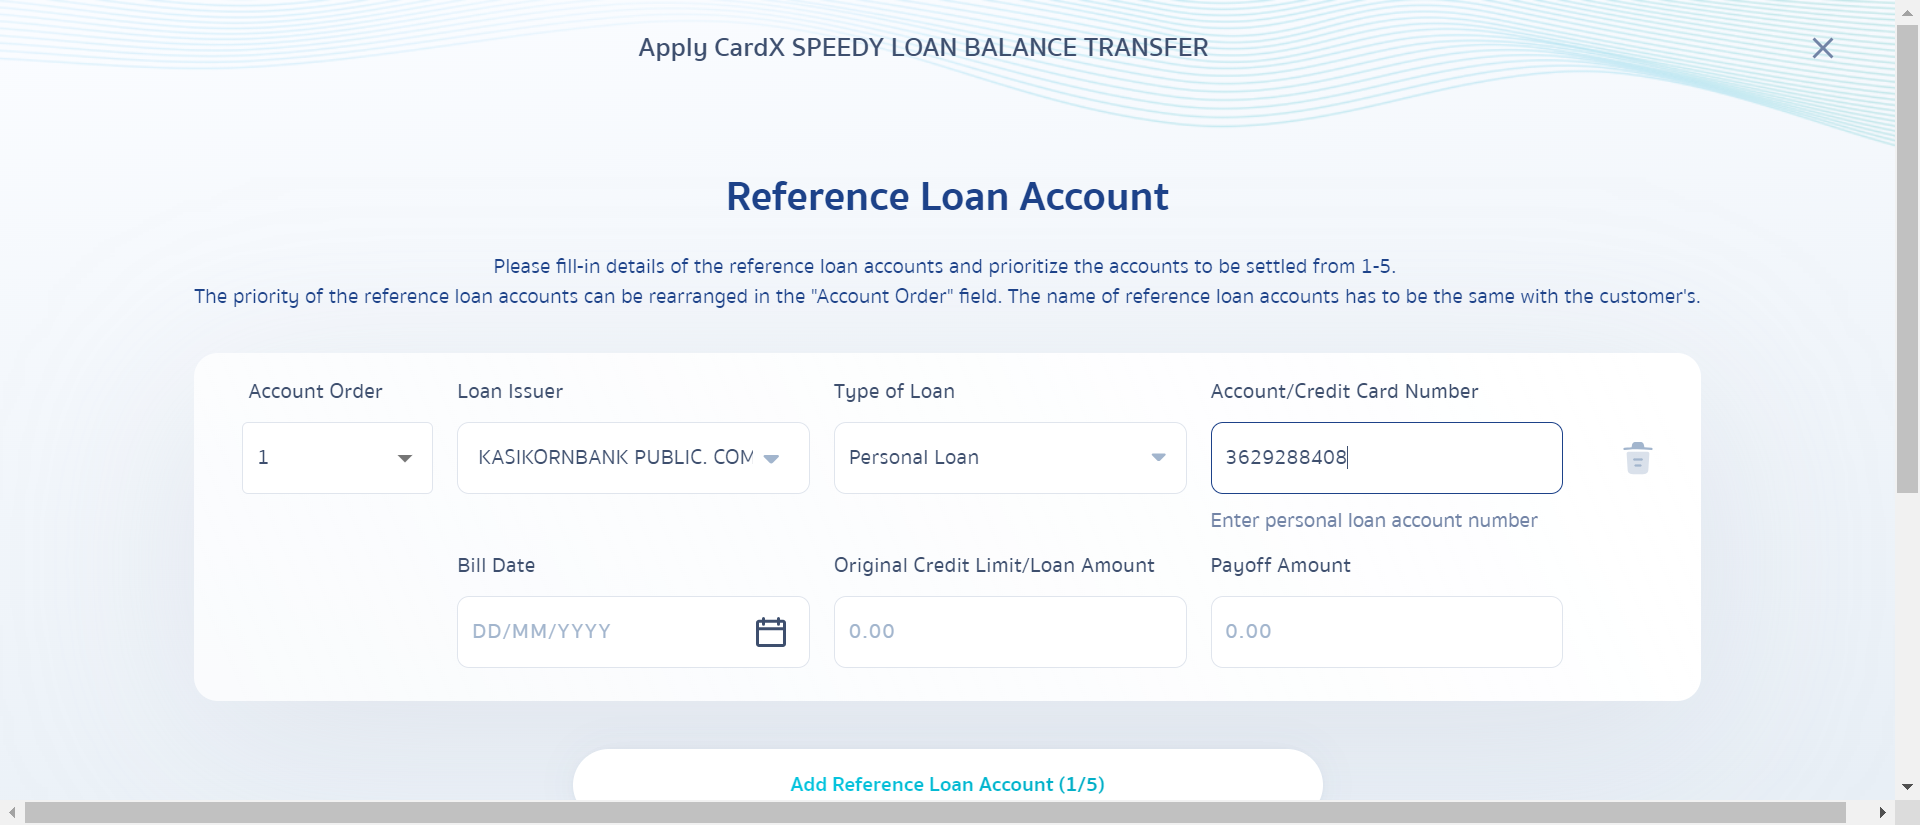 Apply CardX SPEEDY LOAN BALANCE TRANSFER
Reference Loan Account
Please fill-in details of the reference loan accounts and prioritize the accounts to be settled from 1-5.
The priority of the reference loan accounts can be rearranged in the "Account Order" field. The name of reference loan accounts has to be the same with the customer's.
Account Order
Loan Issuer
Type of Loan
Account/Credit Card Number
1
KASIKORNBANK PUBLIC. COM
Personal Loan
3629288408
Enter personal loan account number
Bill Date
Original Credit Limit/Loan Amount
Payoff Amount
DD/MM/YYYY
0.00
0.00
Add Reference Loan Account (1/5)